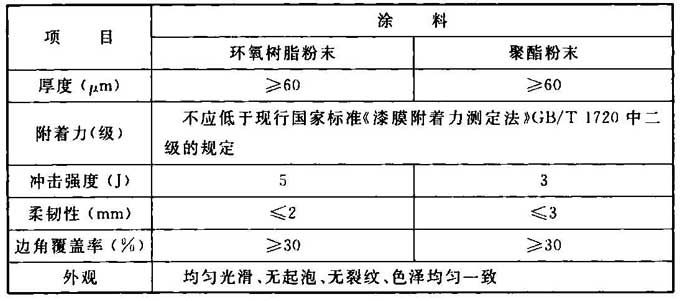 项 目
涂 料
环氧树脂粉末
聚酯粉末
厚度(μm)
≥60
≥60
附着力(级)
不应低于现行国家标准《漆膜附着力测定法》GB/T 1720 中二
级的规定
冲击强度(J)
5
3
柔韧性(mm)
≤2
≤3
边角覆盖率(%)
≥30
≥30
外观
均匀光滑、无起泡、无裂纹、色泽均匀一致